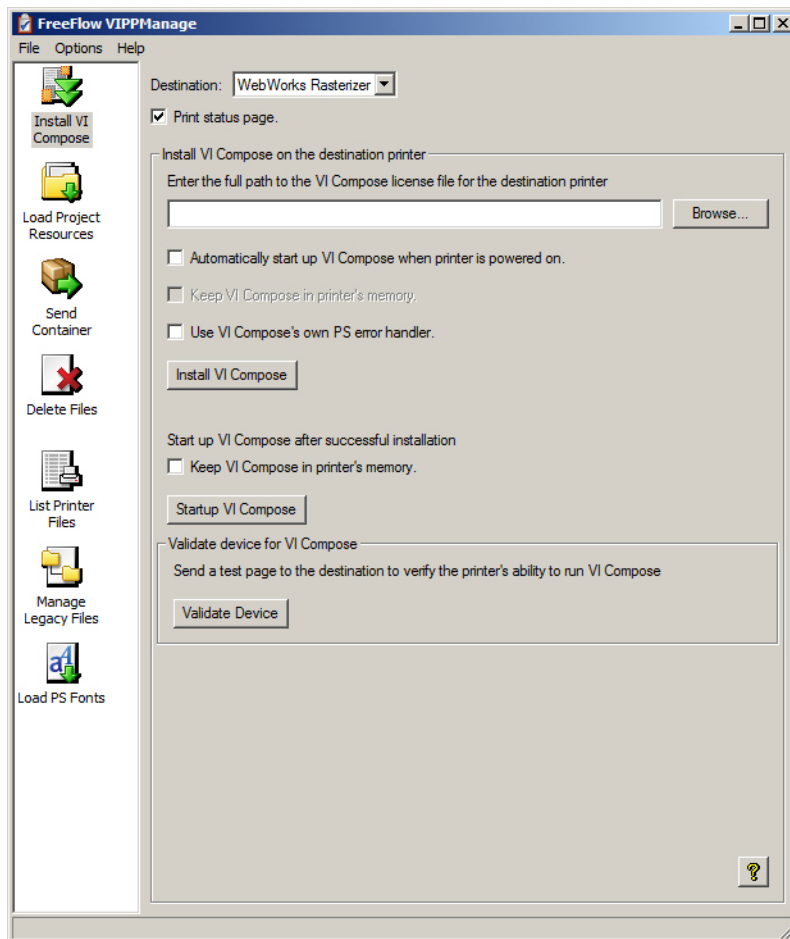 FreeFlow VIPPManage
File Options Help
Install VI
Compose
Load Project
Resources
Send
Container
Delete Files
List Printer
Files
Manage
Legacy Files
Load PS Fonts
Destination: WebWorks Rasterizer
Print status page.
Install VI Compose on the destination printer
Enter the full path to the VI Compose license file for the destination printer
Browse...
Automatically start up VI Compose when printer is powered on.
Keep VI Compose in printer's memory.
Use VI Compose's own PS error handler.
Install VI Compose
Start up VI Compose after successful installation
Keep VI Compose in printer's memory.
Startup VI Compose
Validate device for VI Compose
Send a test page to the destination to verify the printer's ability to run VI Compose
Validate Device
?